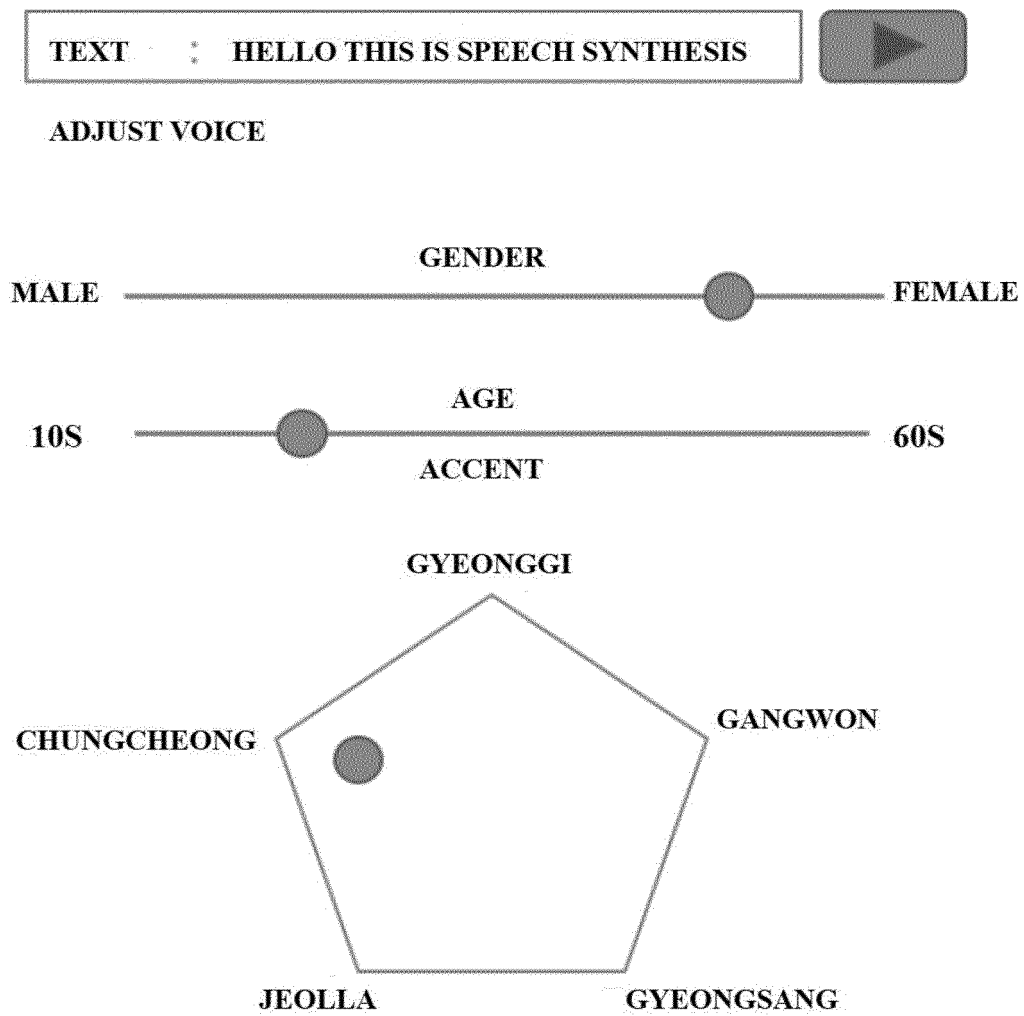 TEXT : HELLO THIS IS SPEECH SYNTHESIS
ADJUST VOICE
GENDER
MALE FEMALE
AGE
10S 60S
ACCENT
GYEONGGI
GANGWON
CHUNGCHEONG
JEOLLA GYEONGSANG